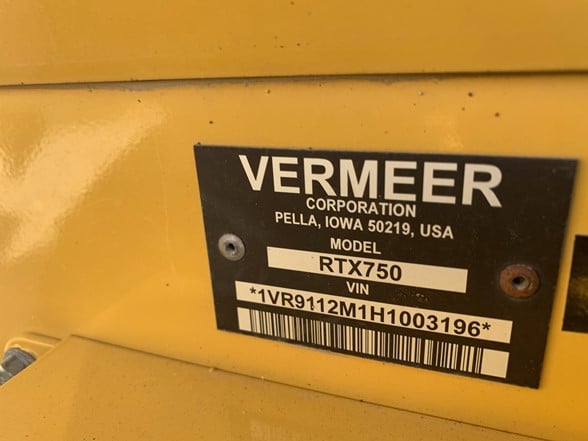 VERMEER
CORPORATION
PELLA, IOWA 50219, USA
MODEL
RTX750
VIN
*1VR9112M1H1003196*